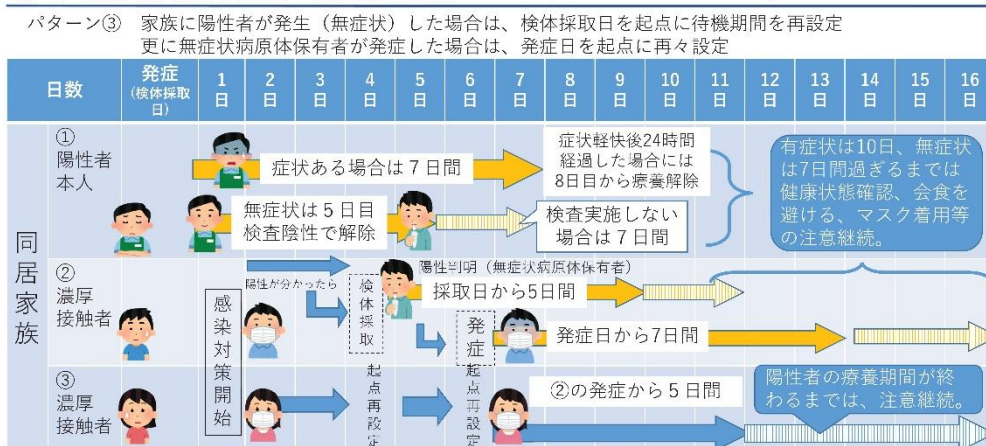 パターン③ 家族に陽性者が発生（無症状）した場合は、検体採取日を起点に待機期間を再設定
更に無症状病原体保有者が発症した場合は、発症日を起点に再々設定
日数
発症
(検体採取
日)
1
日
2
日
3
日
4
日
5
日
6
日
7
日
8
日
9
日
10
日
11
日
12
日
13
日
14
日
15
日
16
日
同居家族
①
陽性者
本人
症状ある場合は７日間
症状軽快後24時間
経過した場合には
8日目から療養解除
有症状は10日、無症状
は7日間過ぎるまでは
健康状態確認、会食を
避ける、マスク着用等
の注意継続。
無症状は５日目
検査陰性で解除
検査実施しない
場合は７日間
②
濃厚
接触者
感染対策開始
陽性が分かったら
検体採取
陽性判明（無症状病原体保有者）
採取日から5日間
発症
発症日から7日間
③
濃厚
接触者
起点再設定
起点再設定
②の発症から５日間
陽性者の療養期間が終
わるまでは、注意継続。